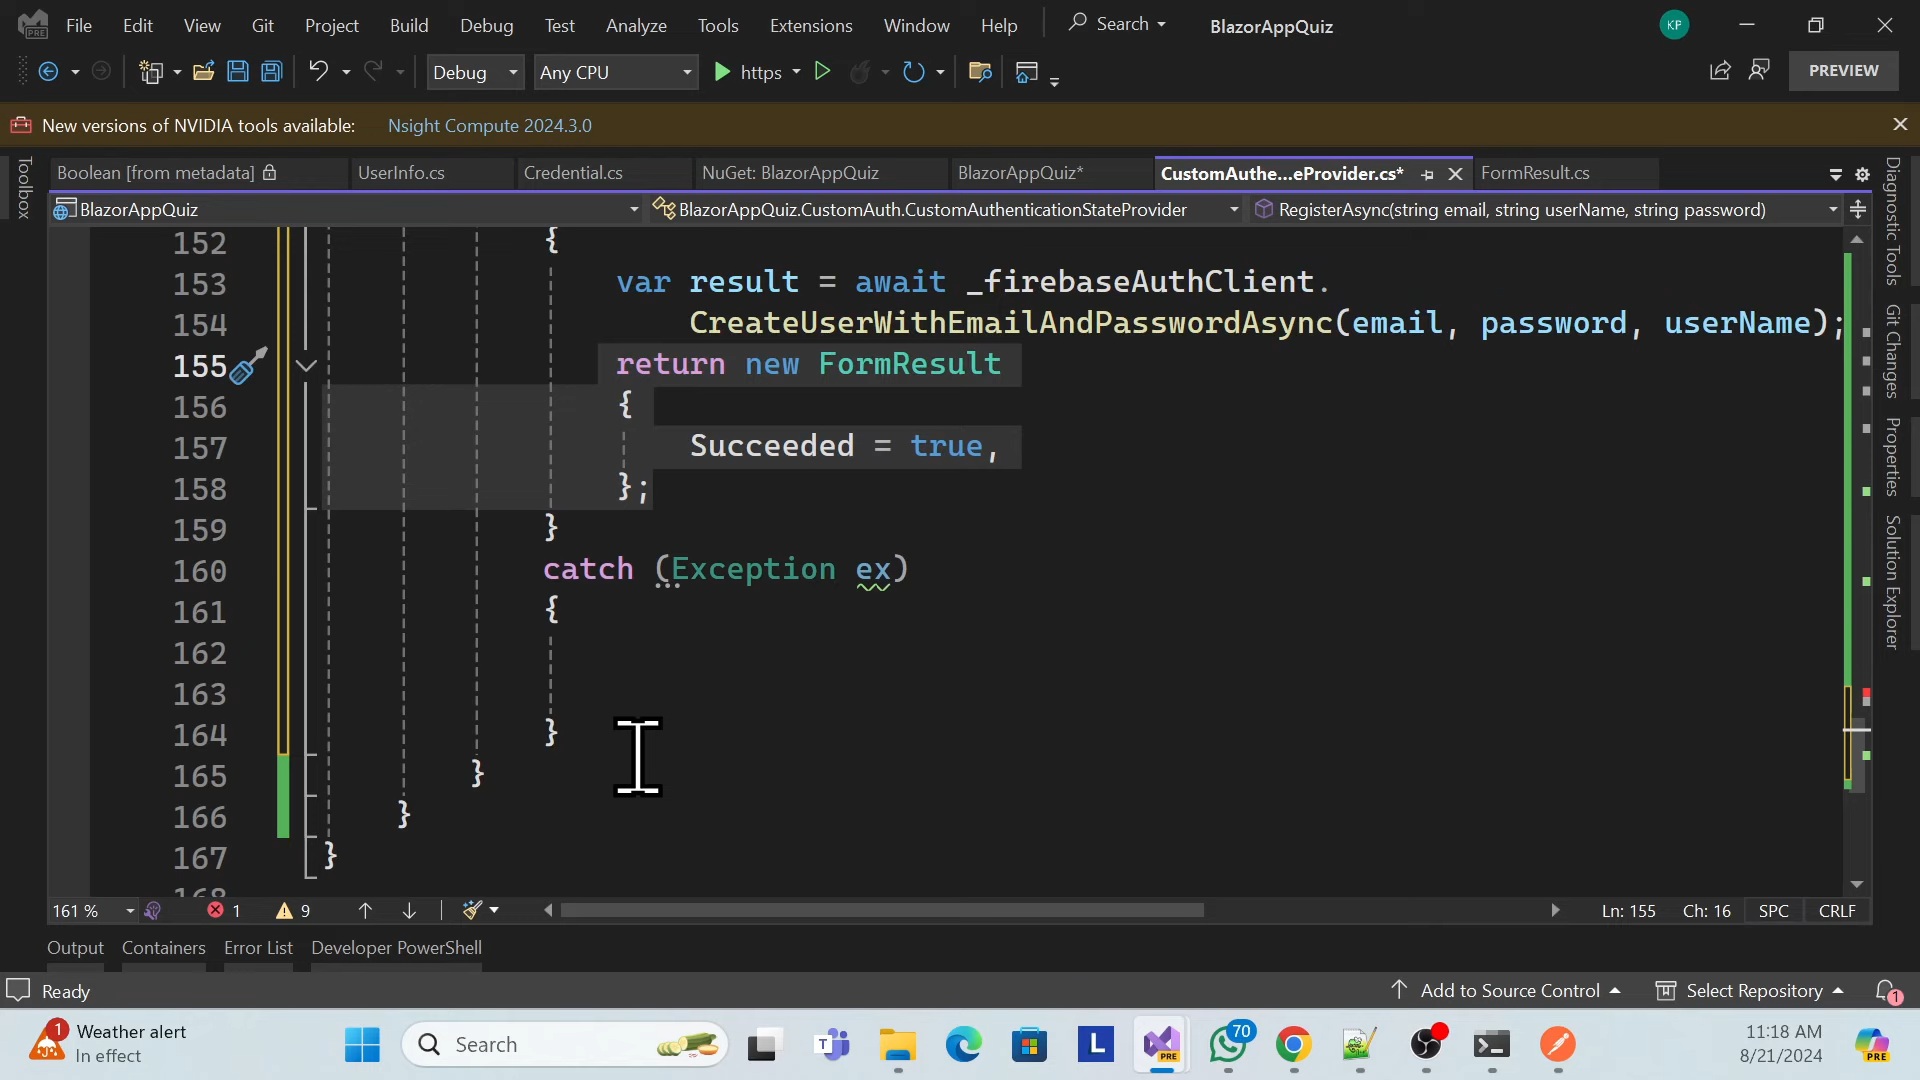 File Edit View Git Project Build Debug Test Analyze Tools Extensions Window Help Search BlazorAppQuiz KP
PRE
Debug Any CPU https PREVIEW
New versions of NVIDIA tools available: Nsight Compute 2024.3.0
Boolean [from metadata] UserInfo.cs Credential.cs NuGet: BlazorAppQuiz BlazorAppQuiz* CustomAuthe...eProvider.cs* FormResult.cs
BlazorAppQuiz BlazorAppQuiz.CustomAuth.CustomAuthenticationStateProvider RegisterAsync(string email, string userName, string password)
Toolbox
Diagnostic Tools
Git Changes
Properties
Solution Explorer
152 {
153 var result = await _firebaseAuthClient.
154 CreateUserWithEmailAndPasswordAsync(email, password, userName);
155 return new FormResult
156 {
157 Succeeded = true,
158 };
159 }
160 catch (Exception ex)
161 {
162
163
164 }
165 }
166 }
167 }
168
161 % 1 9 Ln: 155 Ch: 16 SPC CRLF
Output Containers Error List Developer PowerShell
Ready Add to Source Control Select Repository 1
1 Weather alert
In effect
Search
L
PRE
70
11:18 AM
8/21/2024
PRE